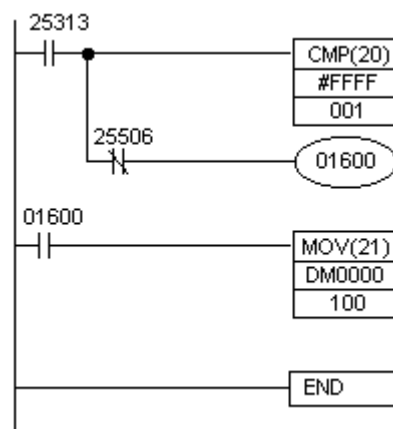 25313
CMP(20)
#FFFF
001
25506
01600
01600
MOV(21)
DM0000
100
END